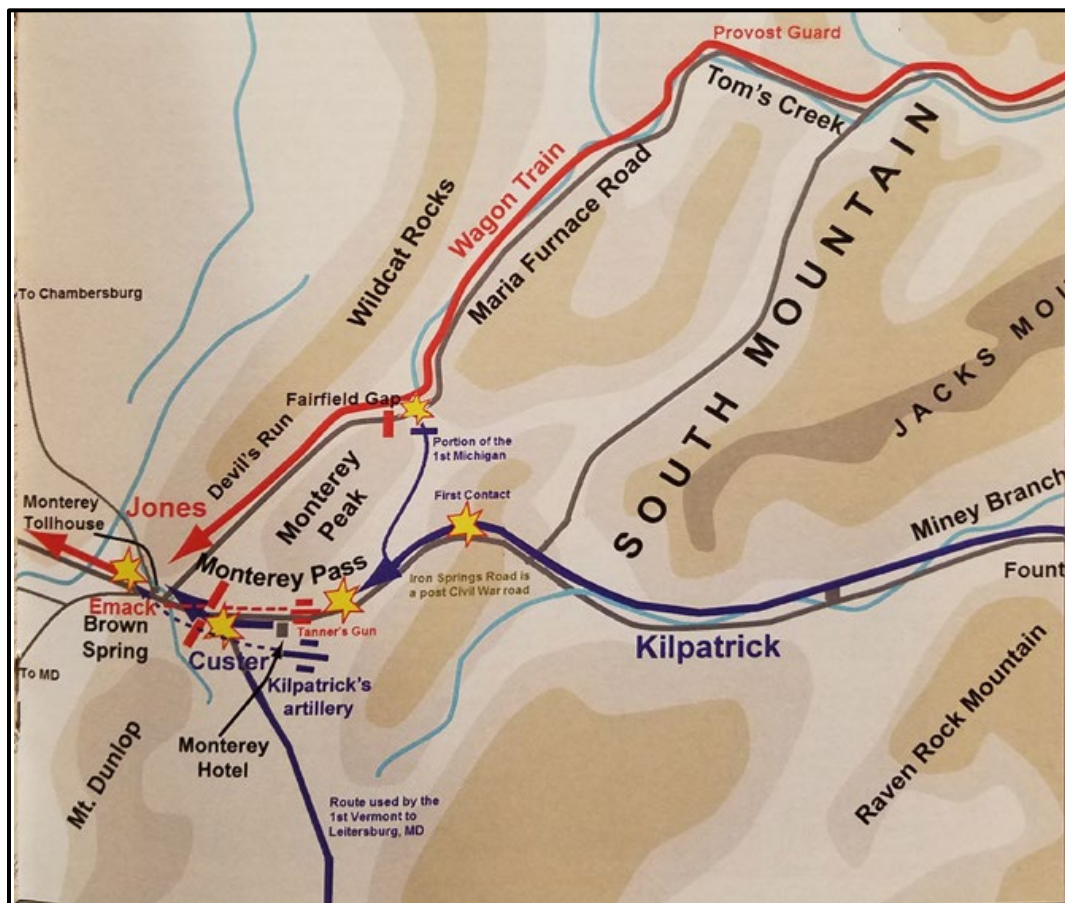 Provost Guard
Tom's Creek
Wagon Train
Maria Furnace Road
Wildcat Rocks
SOUTH MOUNTAIN
To Chambersburg
JACKS MOU
Fairfield Gap
Portion of the
1st Michigan
Devil's Run
Monterey
Peak
First Contact
Monterey
Tollhouse
Jones
Miney Branch
Monterey Pass
Iron Springs Road is
a post Civil War road
Fount
Emack
Tanner's Gun
Brown
Spring
Custer
Kilpatrick
To MD
Kilpatrick's
artillery
Monterey
Hotel
Mt. Dunlop
Raven Rock Mountain
Route used by the
1st Vermont to
Leitersburg, MD